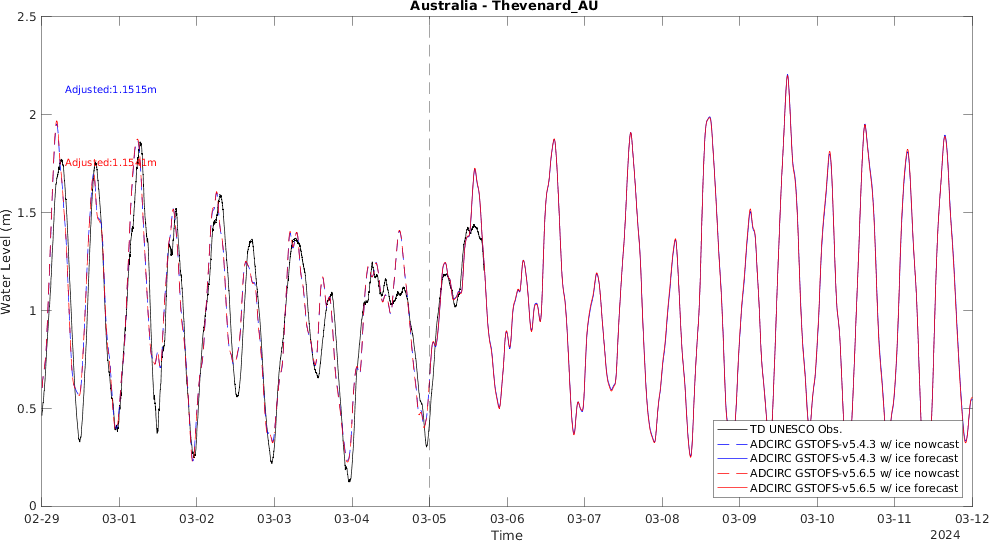 Australia - Thevenard_AU
2.5
Adjusted:1.1515m
2
Adjusted:1.1541m
1.5
Water Level (m)
1
0.5
TD UNESCO Obs.
ADCIRC GSTOFS-v5.4.3 w/ ice nowcast
ADCIRC GSTOFS-v5.4.3 w/ ice forecast
ADCIRC GSTOFS-v5.6.5 w/ ice nowcast
ADCIRC GSTOFS-v5.6.5 w/ ice forecast
0
02-29 03-01 03-02 03-03 03-04 03-05 03-06 03-07 03-08 03-09 03-10 03-11 03-12
Time
2024